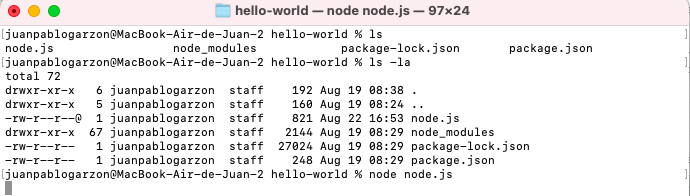 hello-world — node node.js — 97×24
[juanpablogarzon@MacBook-Air-de-Juan-2 hello-world % ls ]
node.js node_modules package-lock.json package.json
[juanpablogarzon@MacBook-Air-de-Juan-2 hello-world % ls -la ]
total 72
drwxr-xr-x 6 juanpablogarzon staff 192 Aug 19 08:38 .
drwxr-xr-x 5 juanpablogarzon staff 160 Aug 19 08:24 ..
-rw-r--r--@ 1 juanpablogarzon staff 821 Aug 22 16:53 node.js
drwxr-xr-x 67 juanpablogarzon staff 2144 Aug 19 08:29 node_modules
-rw-r--r-- 1 juanpablogarzon staff 27024 Aug 19 08:29 package-lock.json
-rw-r--r-- 1 juanpablogarzon staff 248 Aug 19 08:29 package.json
[juanpablogarzon@MacBook-Air-de-Juan-2 hello-world % node node.js ]